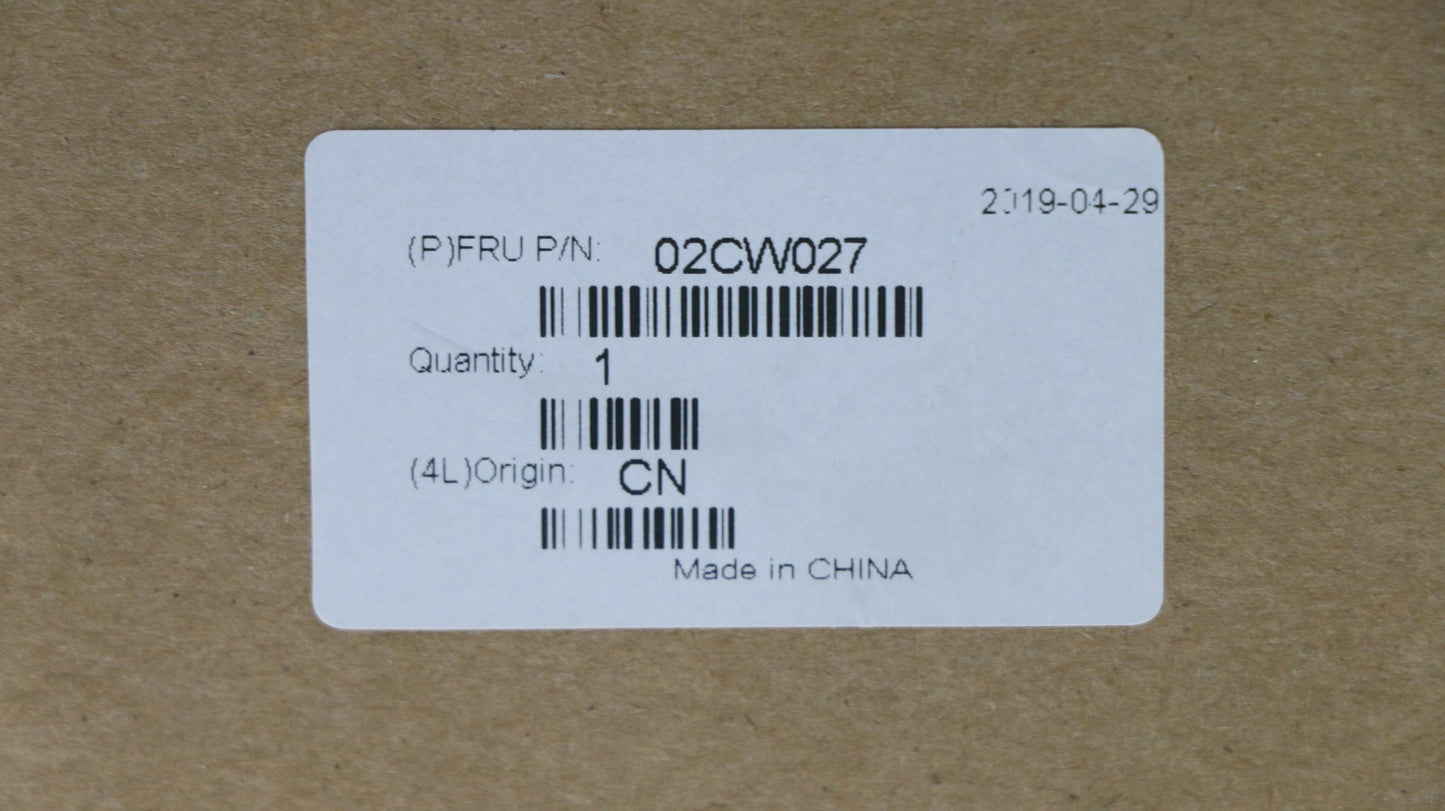 2019-04-29
(P)FRU P/N: 02CW027
Quantity: 1
(4L)Origin: CN
Made in CHINA